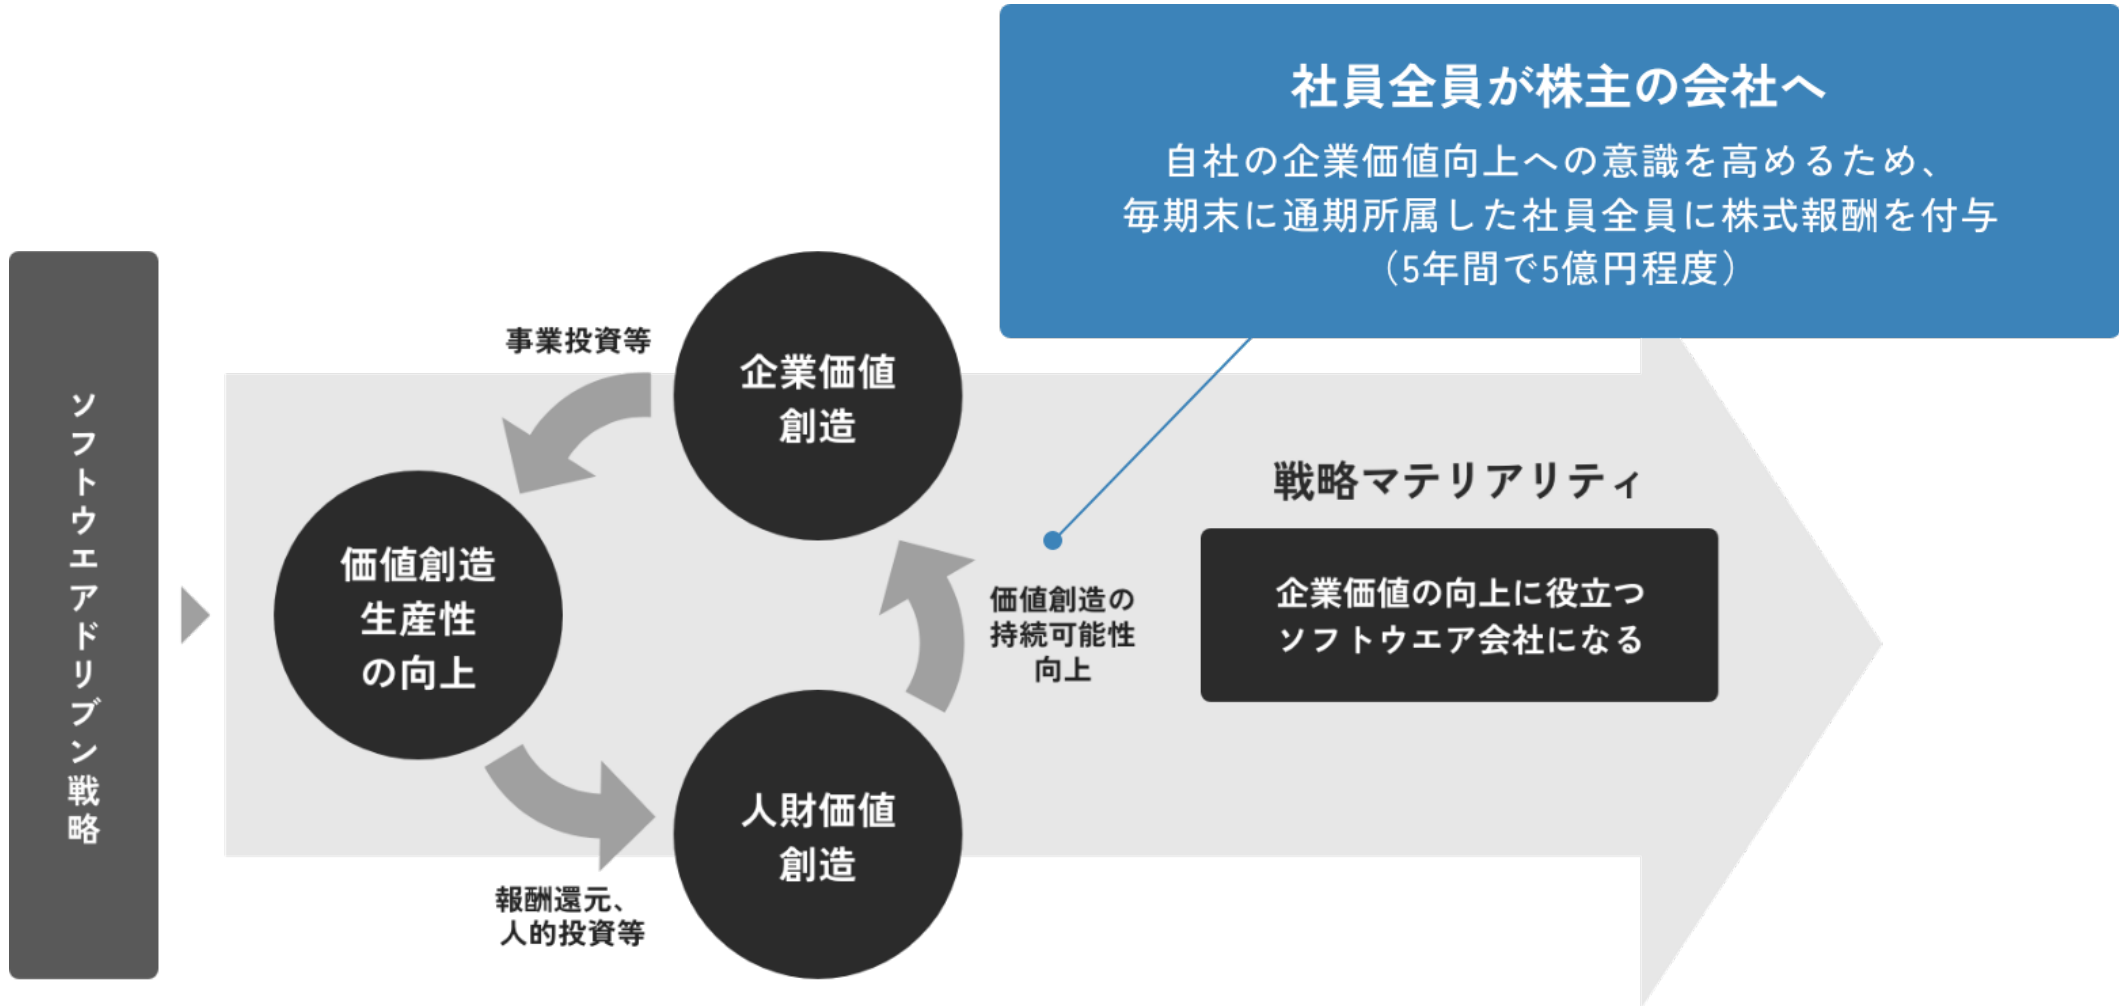 社員全員が株主の会社へ
自社の企業価値向上への意識を高めるため、
毎期末に通期所属した社員全員に株式報酬を付与
（5年間で5億円程度）
ソフトウエアドリブン戦略
事業投資等
企業価値
創造
価値創造
生産性
の向上
価値創造の
持続可能性
向上
人財価値
創造
報酬還元、
人的投資等
戦略マテリアリティ
企業価値の向上に役立つ
ソフトウエア会社になる